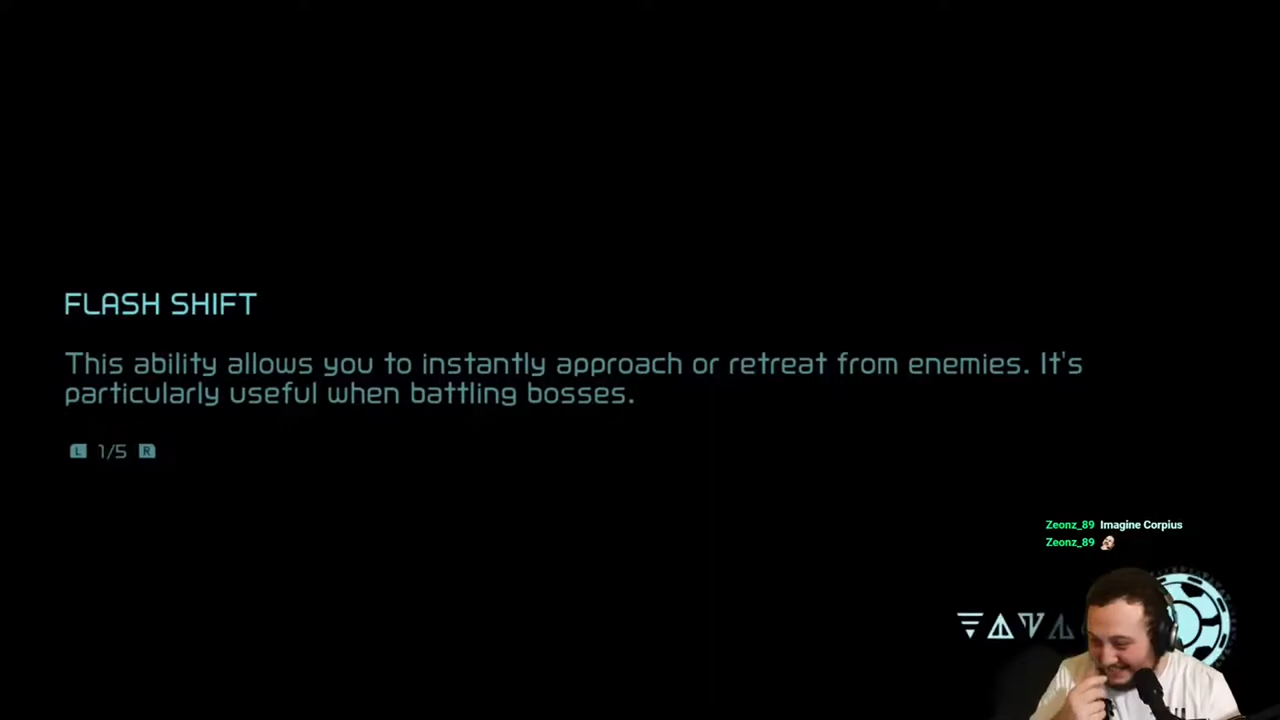 FLASH SHIFT
This ability allows you to instantly approach or retreat from enemies. It's
particularly useful when battling bosses.
L 1/5 R
Zeonz_89 Imagine Corpius
Zeonz_89